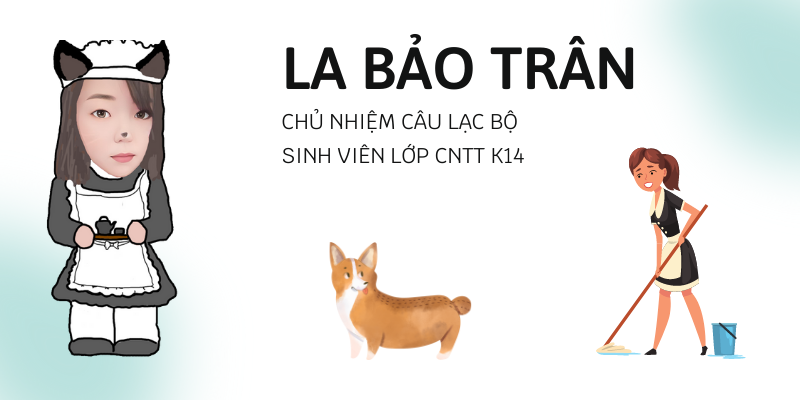 LA BẢO TRÂN
CHỦ NHIỆM CÂU LẠC BỘ
SINH VIÊN LỚP CNTT K14